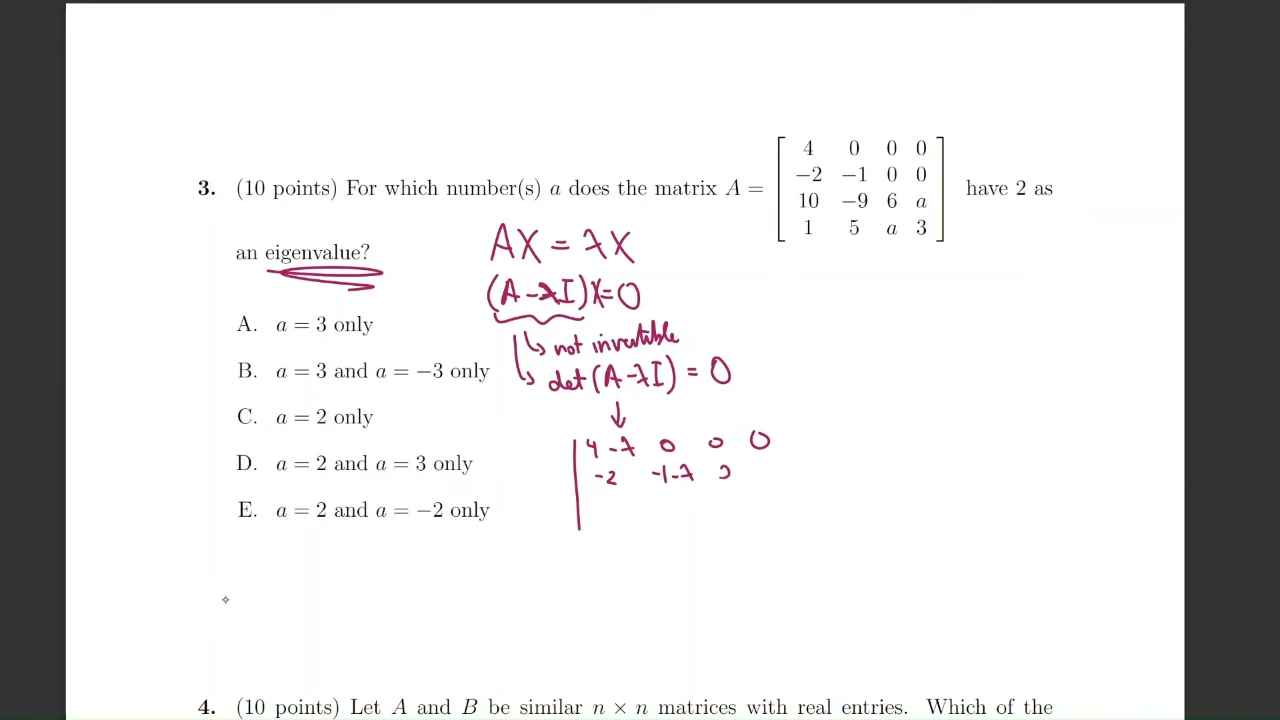 3. (10 points) For which number(s) a does the matrix A = [ 4 0 0 0 ; −2 −1 0 0 ; 10 −9 6 a ; 1 5 a 3 ] have 2 as
an eigenvalue?
AX = λX
(A − λI)X = 0
↳ not invertible
↳ det(A − λI) = 0
↓
4 − λ 0 0 0
−2 −1−λ 0
A. a = 3 only
B. a = 3 and a = −3 only
C. a = 2 only
D. a = 2 and a = 3 only
E. a = 2 and a = −2 only
4. (10 points) Let A and B be similar n × n matrices with real entries. Which of the